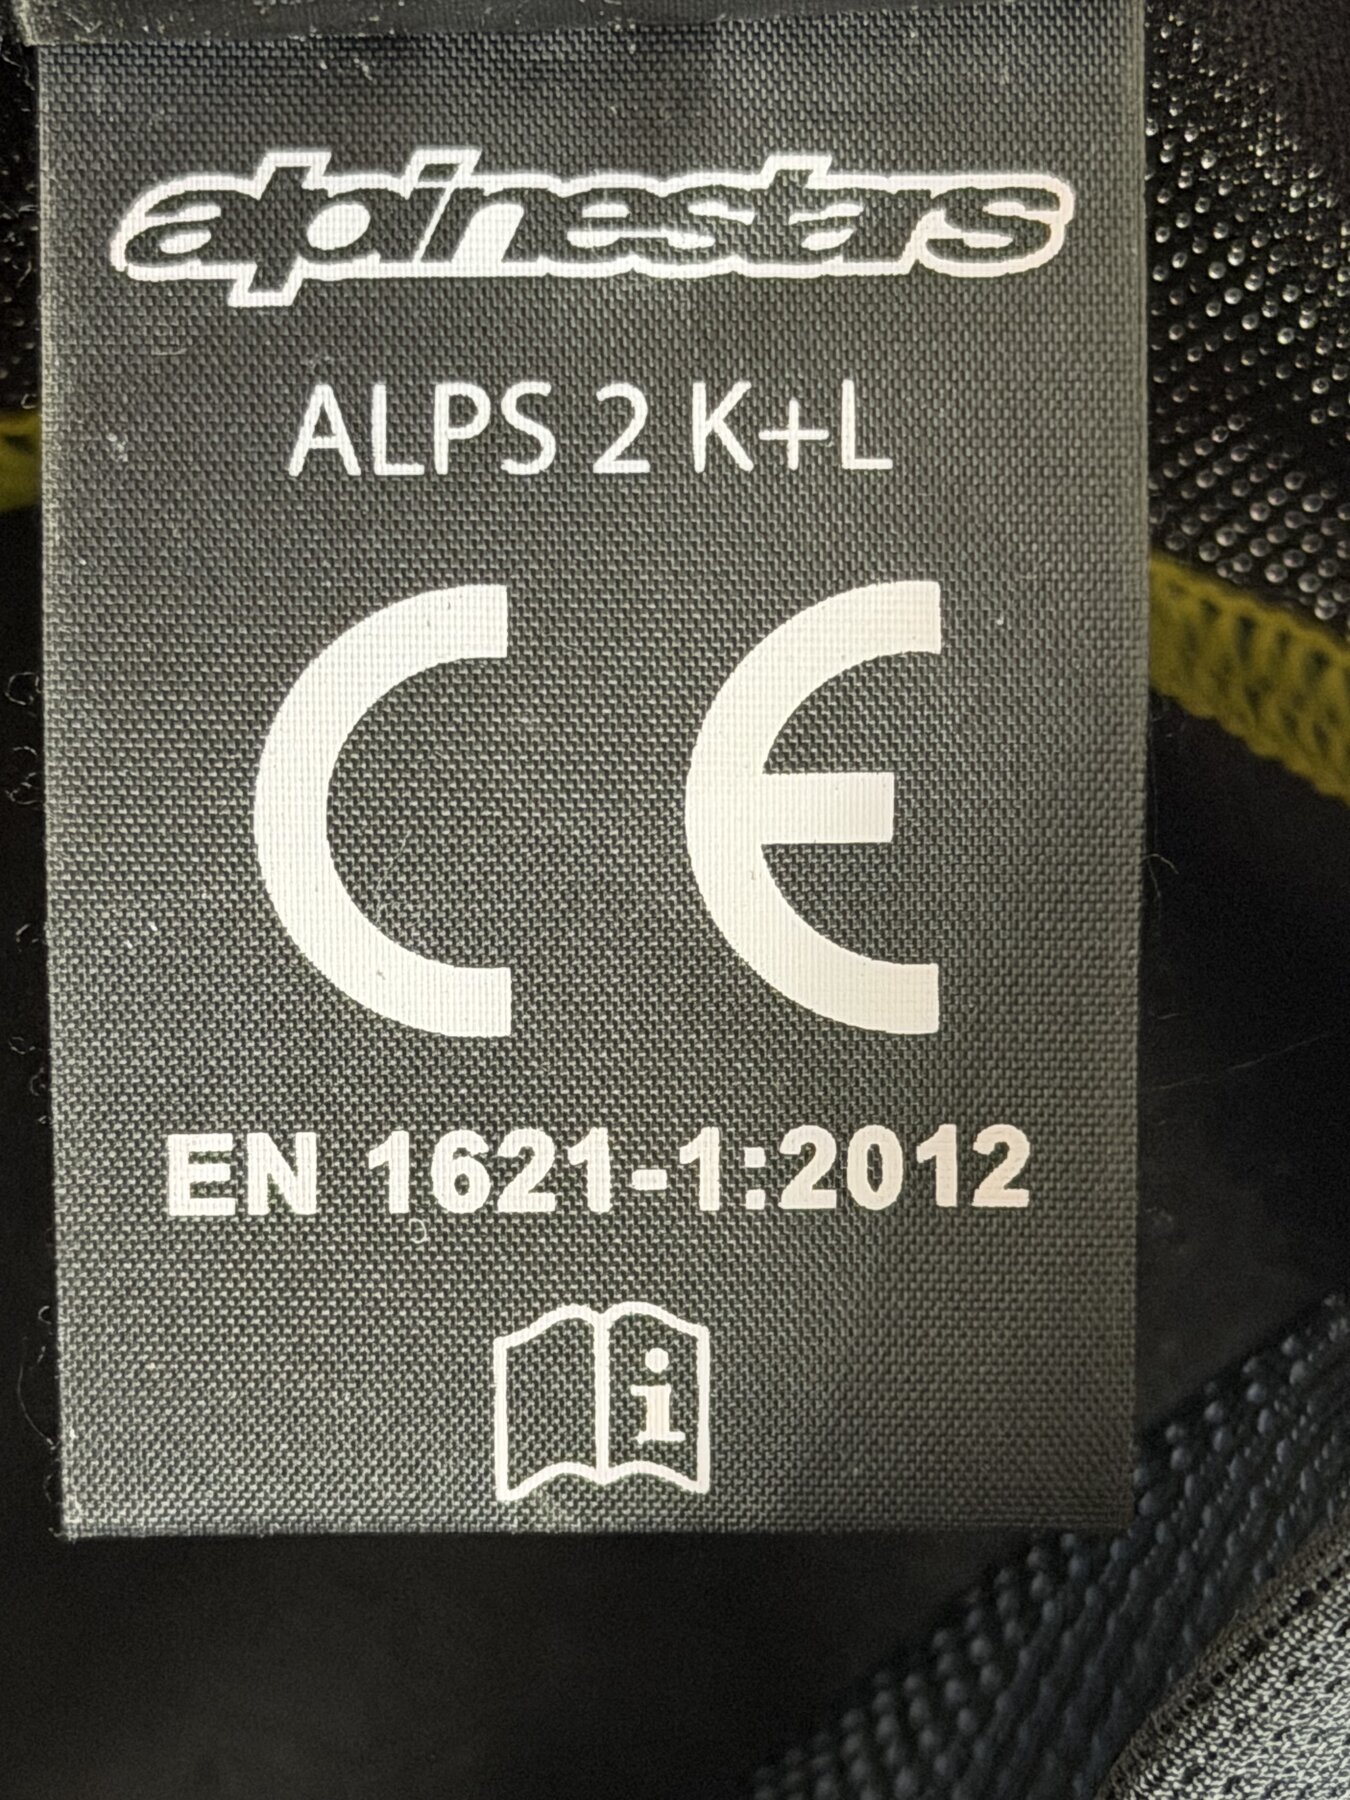 alpinestars
ALPS 2 K+L
CE
EN 1621-1:2012
i